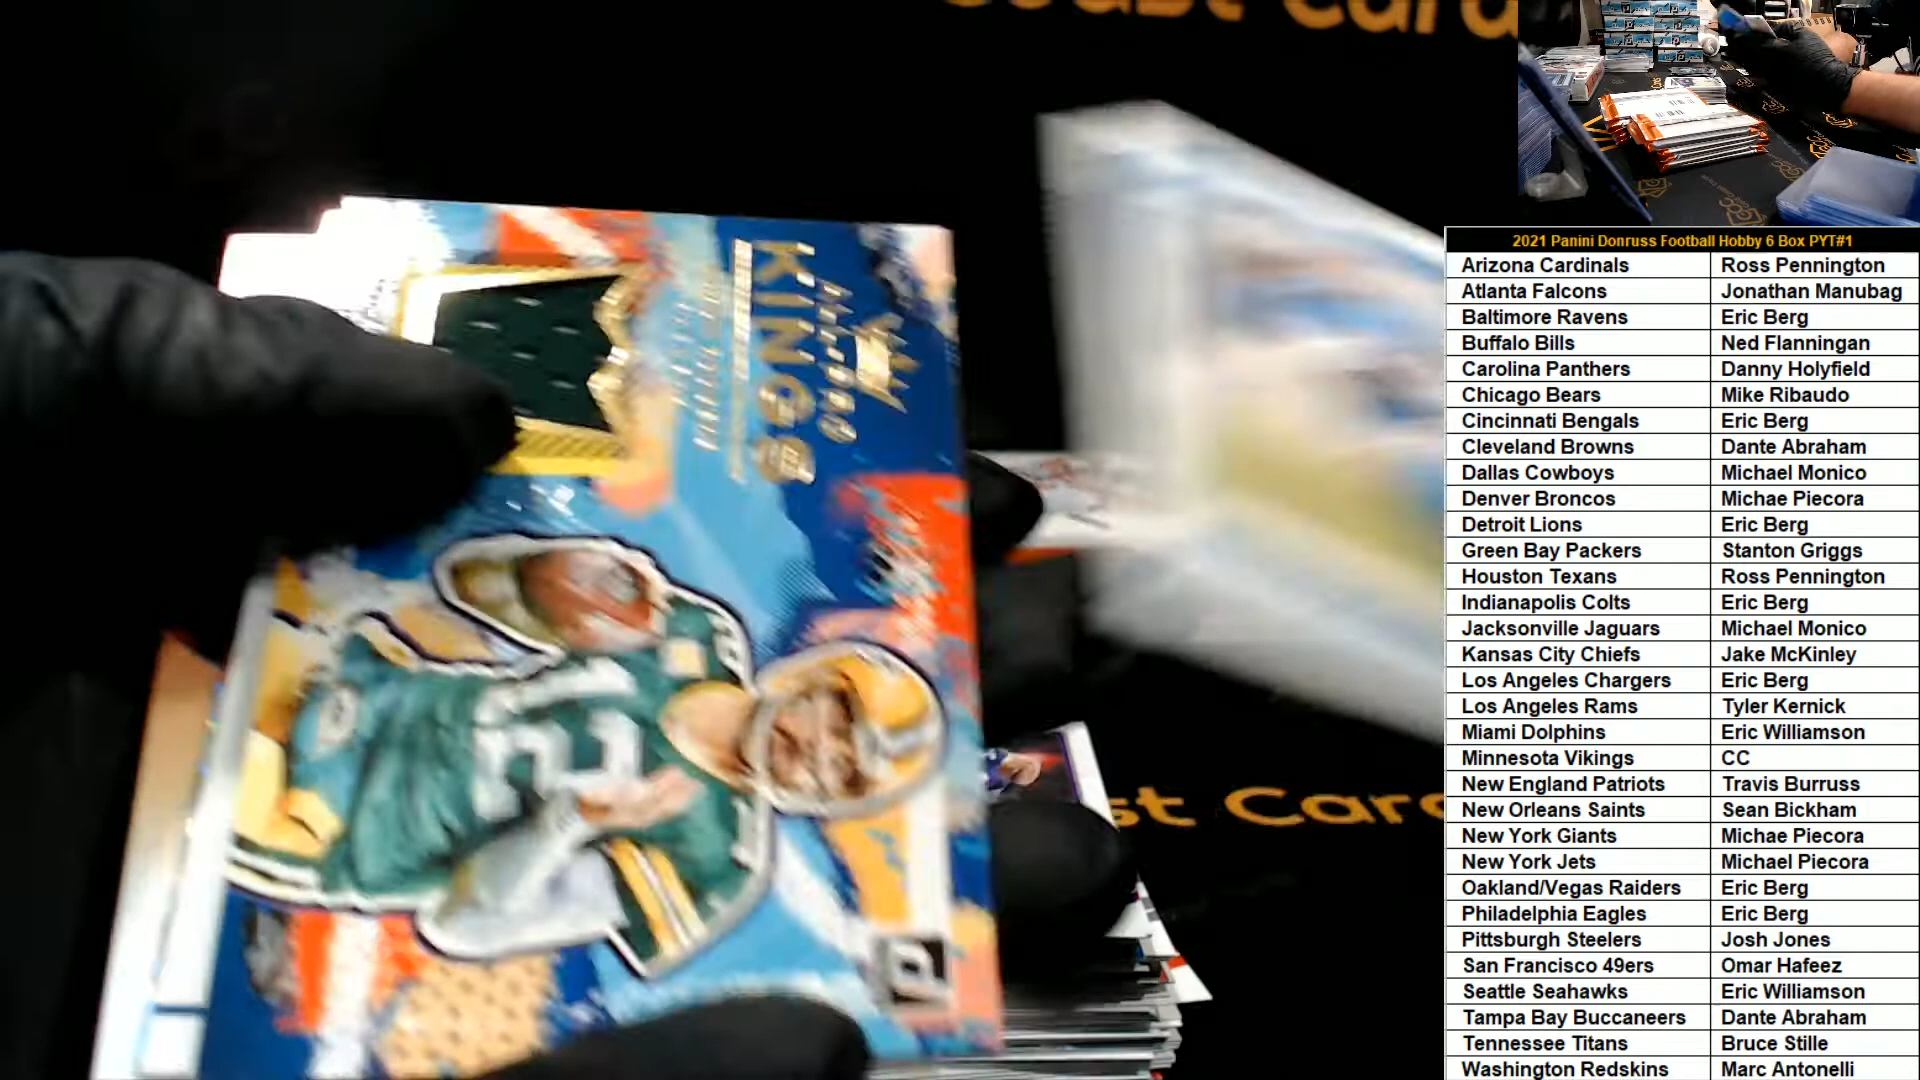 Coast Card
KINGS
12
st Card
2021 Panini Donruss Football Hobby 6 Box PYT#1
Arizona Cardinals Ross Pennington
Atlanta Falcons Jonathan Manubag
Baltimore Ravens Eric Berg
Buffalo Bills Ned Flanningan
Carolina Panthers Danny Holyfield
Chicago Bears Mike Ribaudo
Cincinnati Bengals Eric Berg
Cleveland Browns Dante Abraham
Dallas Cowboys Michael Monico
Denver Broncos Michae Piecora
Detroit Lions Eric Berg
Green Bay Packers Stanton Griggs
Houston Texans Ross Pennington
Indianapolis Colts Eric Berg
Jacksonville Jaguars Michael Monico
Kansas City Chiefs Jake McKinley
Los Angeles Chargers Eric Berg
Los Angeles Rams Tyler Kernick
Miami Dolphins Eric Williamson
Minnesota Vikings CC
New England Patriots Travis Burruss
New Orleans Saints Sean Bickham
New York Giants Michae Piecora
New York Jets Michael Piecora
Oakland/Vegas Raiders Eric Berg
Philadelphia Eagles Eric Berg
Pittsburgh Steelers Josh Jones
San Francisco 49ers Omar Hafeez
Seattle Seahawks Eric Williamson
Tampa Bay Buccaneers Dante Abraham
Tennessee Titans Bruce Stille
Washington Redskins Marc Antonelli